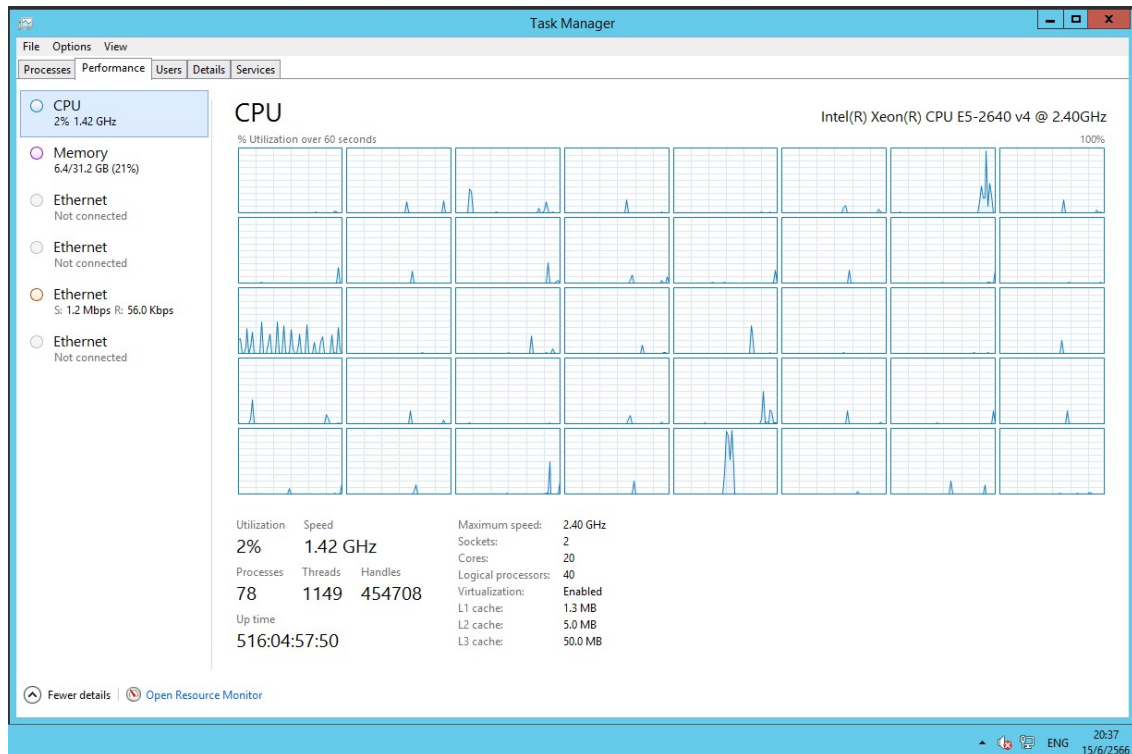 Task Manager
File Options View
Processes Performance Users Details Services
CPU
2% 1.42 GHz
Memory
6.4/31.2 GB (21%)
Ethernet
Not connected
Ethernet
Not connected
Ethernet
S: 1.2 Mbps R: 56.0 Kbps
Ethernet
Not connected
CPU Intel(R) Xeon(R) CPU E5-2640 v4 @ 2.40GHz
% Utilization over 60 seconds 100%
Utilization Speed
2% 1.42 GHz
Processes Threads Handles
78 1149 454708
Up time
516:04:57:50
Maximum speed: 2.40 GHz
Sockets: 2
Cores: 20
Logical processors: 40
Virtualization: Enabled
L1 cache: 1.3 MB
L2 cache: 5.0 MB
L3 cache: 50.0 MB
Fewer details Open Resource Monitor
ENG 20:37
15/6/2566